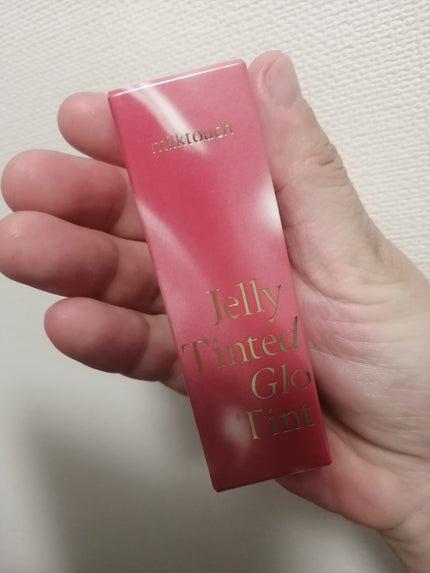 milktouch
Jelly
Tinted
Glo
Tint